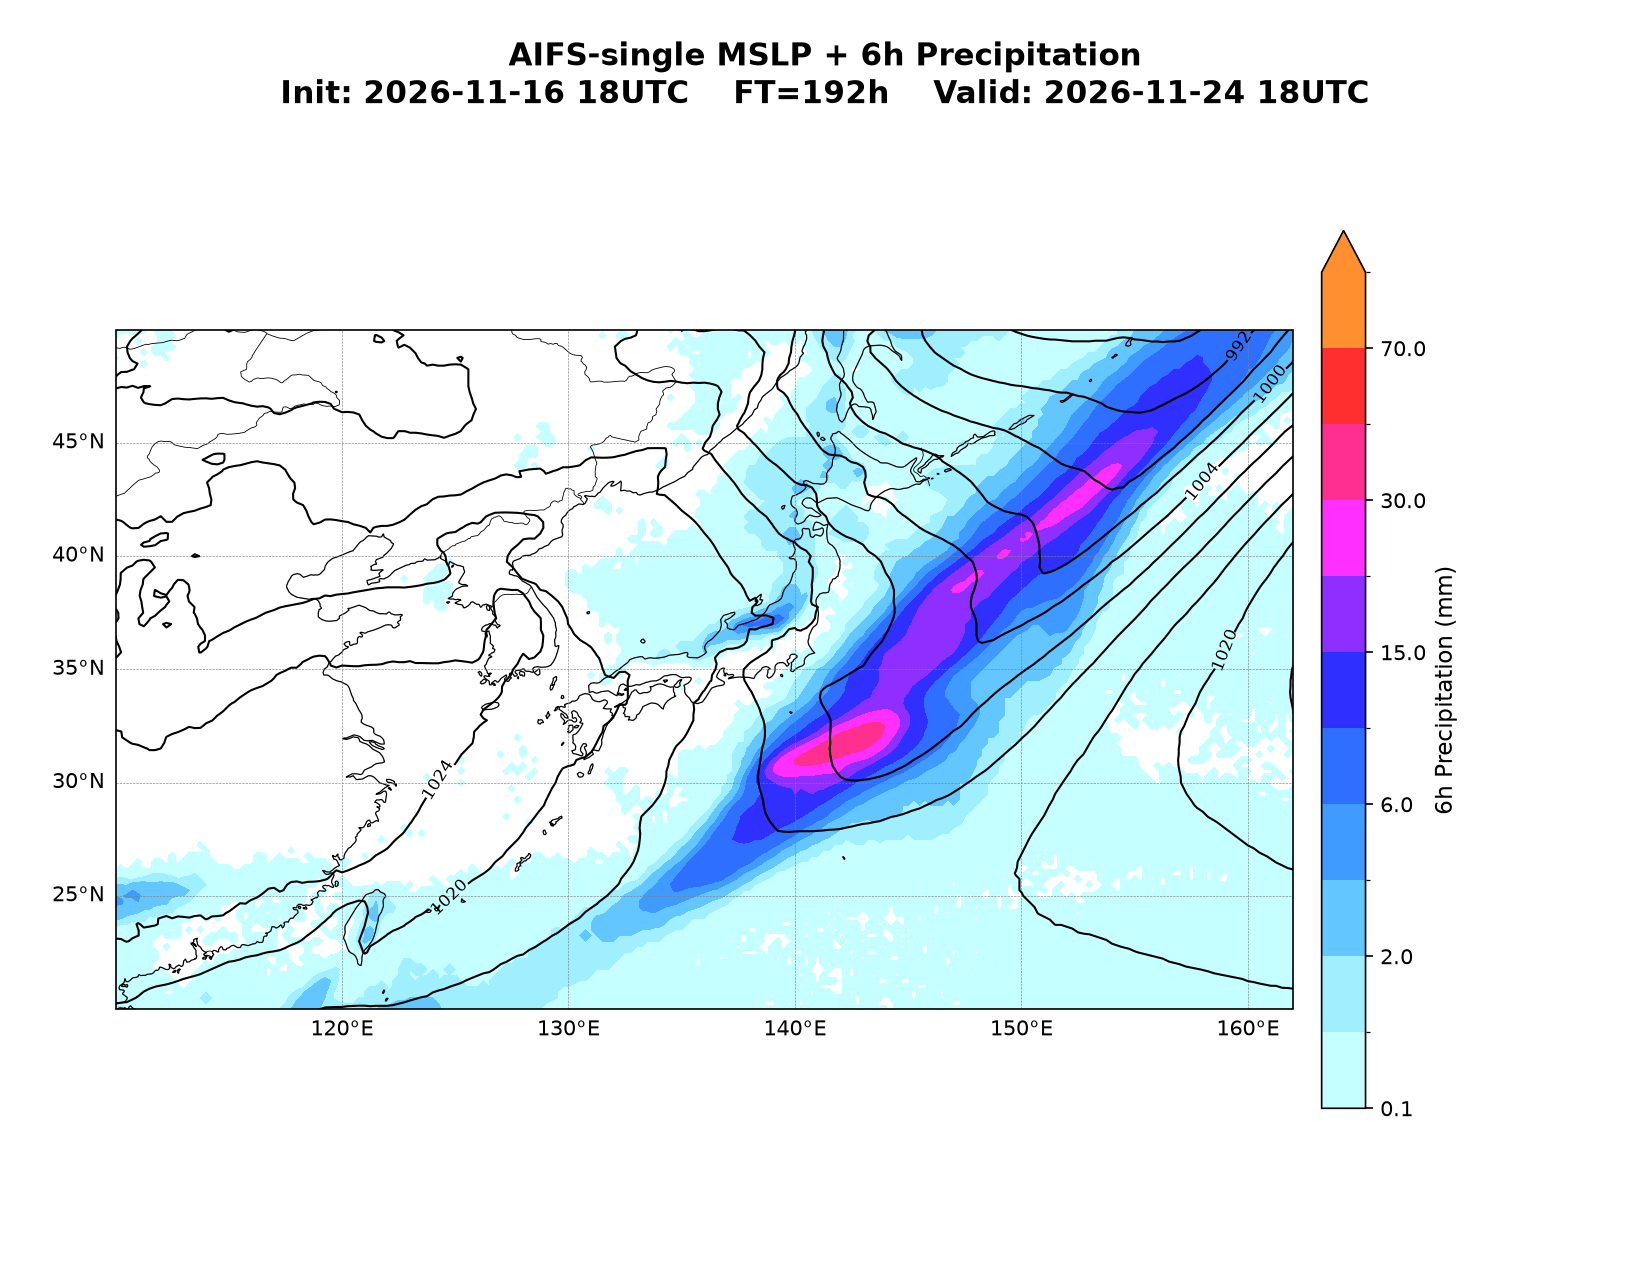 AIFS-single MSLP + 6h Precipitation
Init: 2026-11-16 18UTC    FT=192h    Valid: 2026-11-24 18UTC
992
1000
1004
1020
1024
1020
45°N
40°N
35°N
30°N
25°N
120°E
130°E
140°E
150°E
160°E
70.0
30.0
15.0
6.0
2.0
0.1
6h Precipitation (mm)